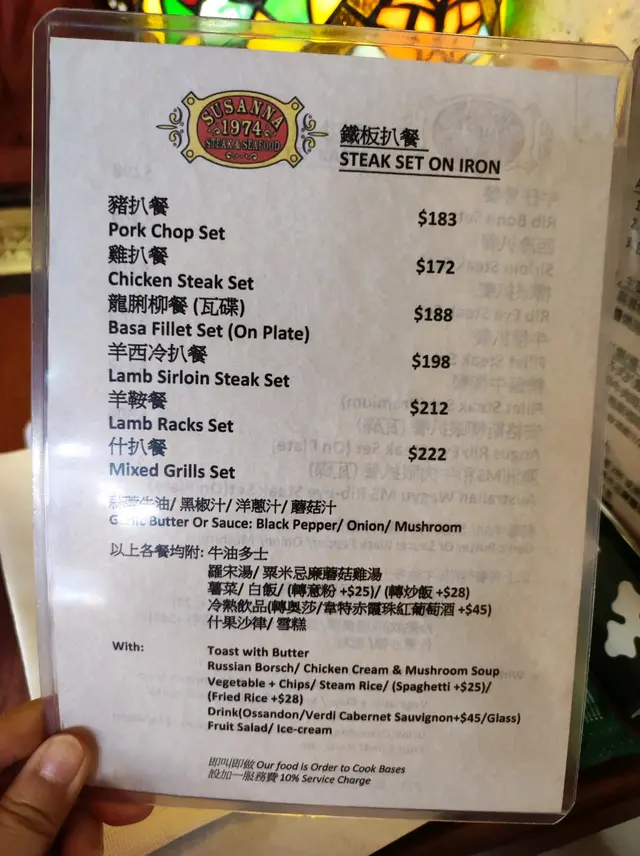 SUSANNA
1974
STEAK & SEAFOOD
鐵板扒餐
STEAK SET ON IRON
豬扒餐
Pork Chop Set $183
雞扒餐
Chicken Steak Set $172
龍脷柳餐 (瓦碟)
Basa Fillet Set (On Plate) $188
羊西冷扒餐
Lamb Sirloin Steak Set $198
羊鞍餐
Lamb Racks Set $212
什扒餐
Mixed Grills Set $222
蒜蓉牛油/ 黑椒汁/ 洋蔥汁/ 蘑菇汁
Garlic Butter Or Sauce: Black Pepper/ Onion/ Mushroom
以上各餐均附: 牛油多士
羅宋湯/ 粟米忌廉蘑菇雞湯
薯菜/ 白飯/ (轉意粉 +$25)/ (轉炒飯 +$28)
冷熱飲品(轉奧莎/韋特赤霞珠紅葡萄酒 +$45)
什果沙律/ 雪糕
With: Toast with Butter
Russian Borsch/ Chicken Cream & Mushroom Soup
Vegetable + Chips/ Steam Rice/ (Spaghetti +$25)/
(Fried Rice +$28)
Drink(Ossandon/Verdi Cabernet Sauvignon+$45/Glass)
Fruit Salad/ Ice-cream
即叫即做 Our food is Order to Cook Bases
設加一服務費 10% Service Charge